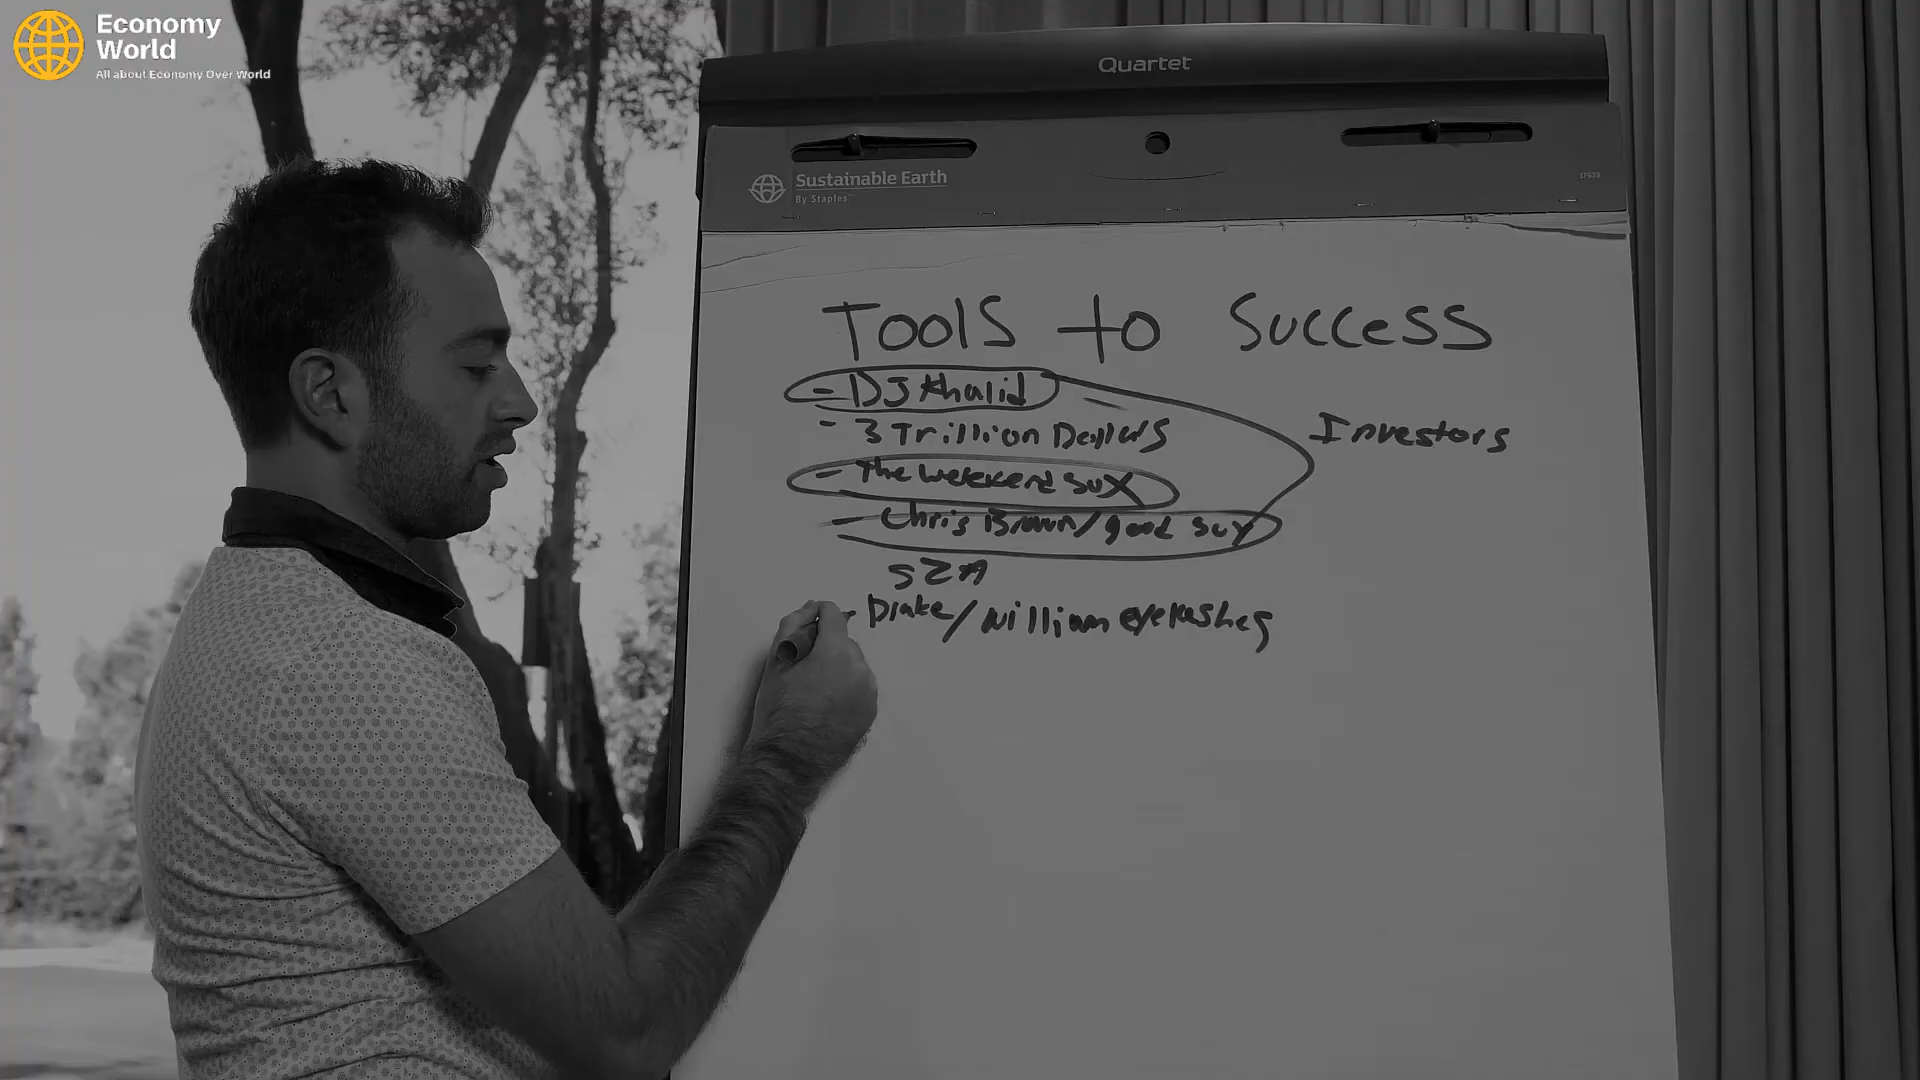 Economy
World
All about Economy Over World
Quartet
Sustainable Earth
By Staples
17939
Tools to Success
- DJ Khalid
- 3 Trillion Dollars
Investors
- The Weekend sux
- Chris Brown/good guy
SZA
- Drake/William eyelashes